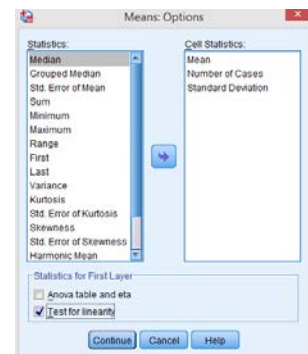 Means: Options
Statistics:
Median
Grouped Median
Std. Error of Mean
Sum
Minimum
Maximum
Range
First
Last
Variance
Kurtosis
Std. Error of Kurtosis
Skewness
Std. Error of Skewness
Harmonic Mean
Cell Statistics:
Mean
Number of Cases
Standard Deviation
Statistics for First Layer
Anova table and eta
Test for linearity
Continue
Cancel
Help